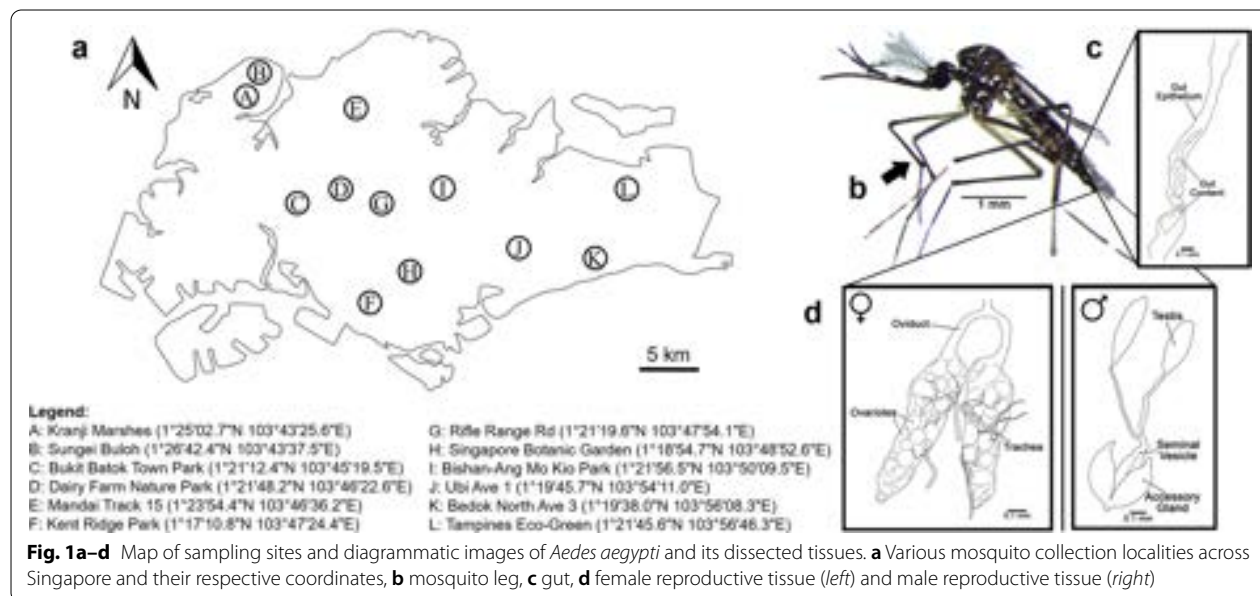 a
N
A
B
C
D
E
F
G
H
I
J
K
L
5 km
Legend:
A: Kranji Marshes (1°25'02.7"N 103°43'25.6"E)
B: Sungei Buloh (1°26'42.4"N 103°43'37.5"E)
C: Bukit Batok Town Park (1°21'12.4"N 103°45'19.5"E)
D: Dairy Farm Nature Park (1°21'48.2"N 103°46'22.6"E)
E: Mandai Track 15 (1°23'54.4"N 103°46'36.2"E)
F: Kent Ridge Park (1°17'10.8"N 103°47'24.4"E)
G: Rifle Range Rd (1°21'19.6"N 103°47'54.1"E)
H: Singapore Botanic Garden (1°18'54.7"N 103°48'52.6"E)
I: Bishan-Ang Mo Kio Park (1°21'56.5"N 103°50'09.5"E)
J: Ubi Ave 1 (1°19'45.7"N 103°54'11.0"E)
K: Bedok North Ave 3 (1°19'38.0"N 103°56'08.3"E)
L: Tampines Eco-Green (1°21'45.6"N 103°56'46.3"E)
b
1 mm
c
Gut
Epithelium
Gut
Content
0.1 mm
d
♀
Oviduct
Ovarioles
Trachea
0.1 mm
♂
Testis
Seminal
Vesicle
Accessory
Gland
0.1 mm
Fig. 1a–d Map of sampling sites and diagrammatic images of Aedes aegypti and its dissected tissues. a Various mosquito collection localities across
Singapore and their respective coordinates, b mosquito leg, c gut, d female reproductive tissue (left) and male reproductive tissue (right)